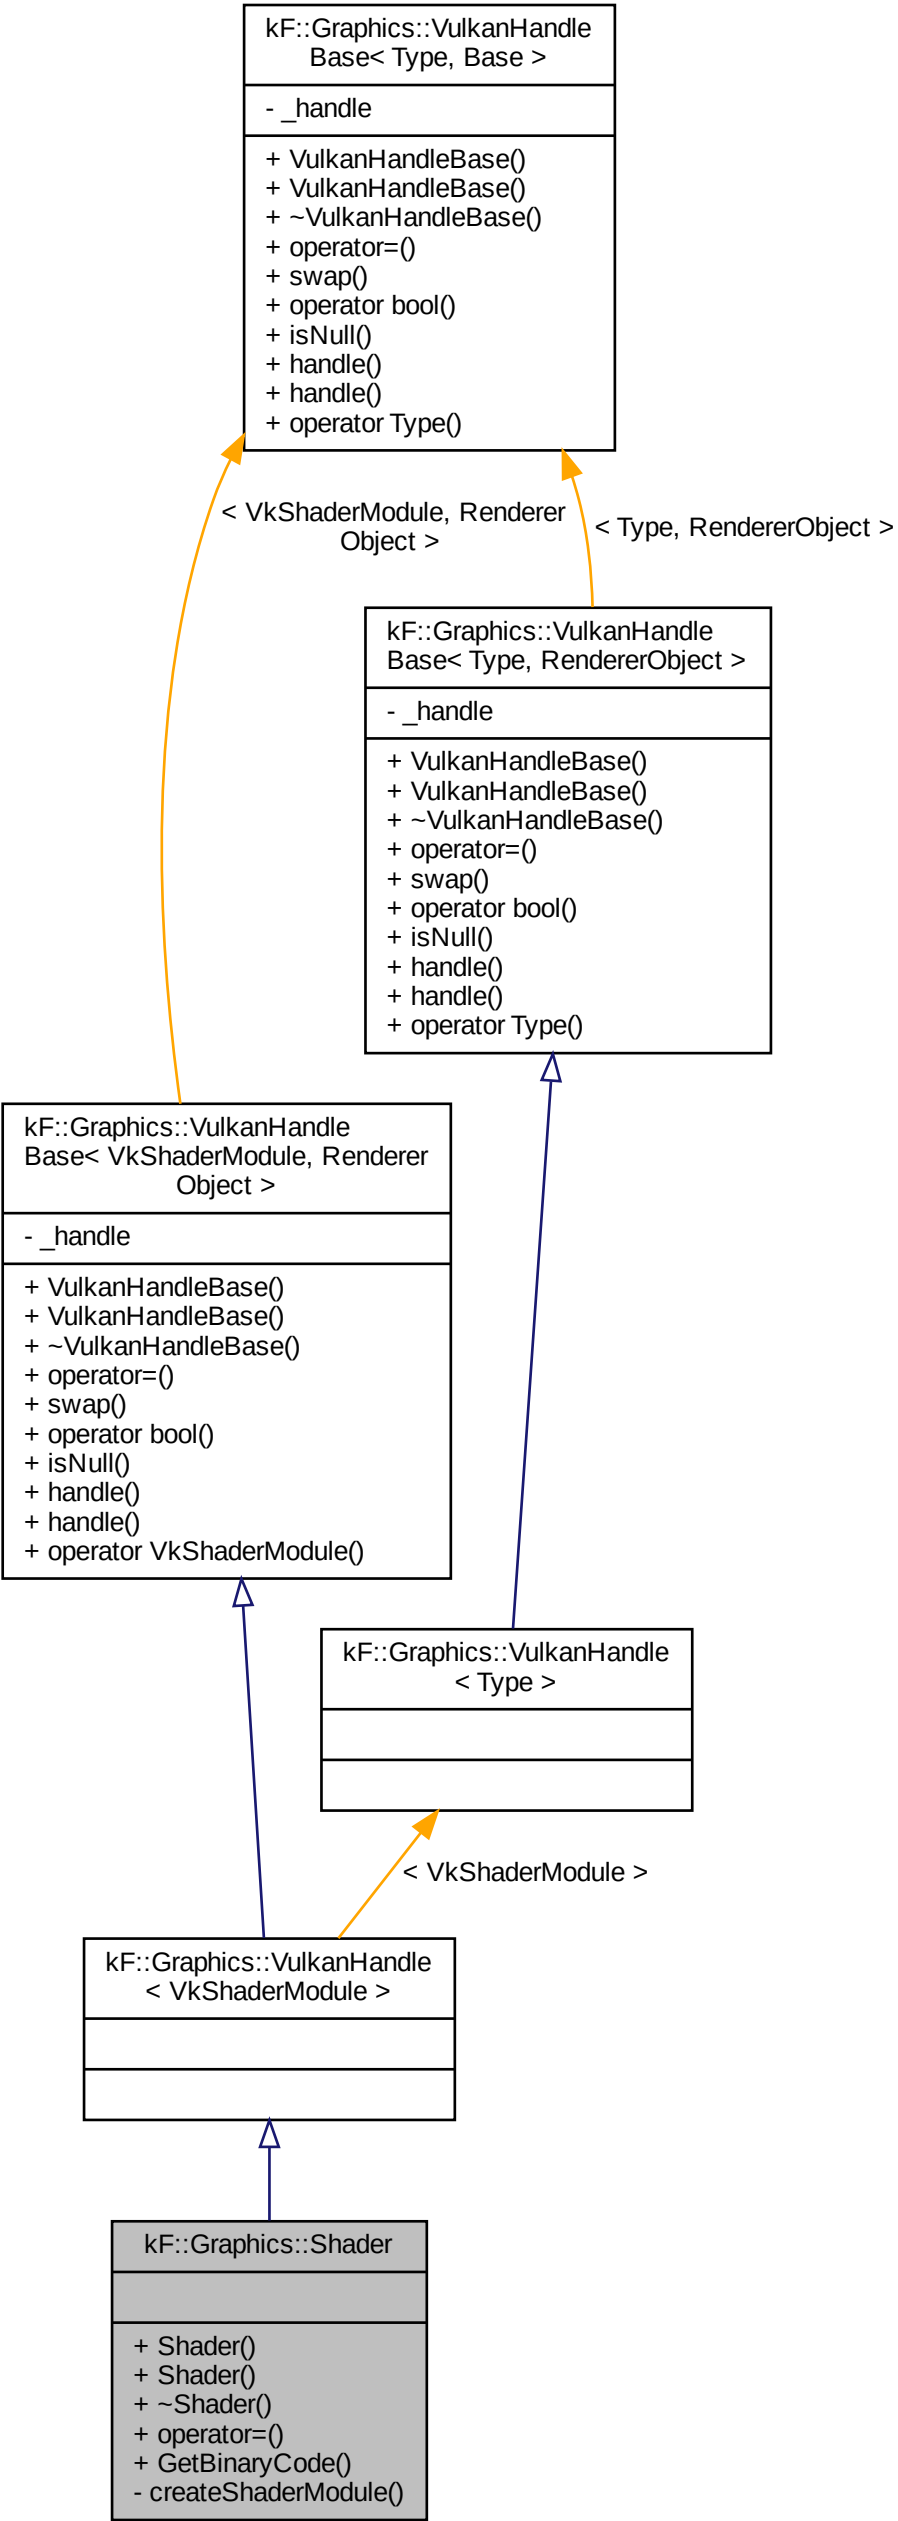 kF::Graphics::VulkanHandle
Base< Type, Base >
- _handle
+ VulkanHandleBase()
+ VulkanHandleBase()
+ ~VulkanHandleBase()
+ operator=()
+ swap()
+ operator bool()
+ isNull()
+ handle()
+ handle()
+ operator Type()
< VkShaderModule, Renderer
Object >
< Type, RendererObject >
kF::Graphics::VulkanHandle
Base< Type, RendererObject >
- _handle
+ VulkanHandleBase()
+ VulkanHandleBase()
+ ~VulkanHandleBase()
+ operator=()
+ swap()
+ operator bool()
+ isNull()
+ handle()
+ handle()
+ operator Type()
kF::Graphics::VulkanHandle
Base< VkShaderModule, Renderer
Object >
- _handle
+ VulkanHandleBase()
+ VulkanHandleBase()
+ ~VulkanHandleBase()
+ operator=()
+ swap()
+ operator bool()
+ isNull()
+ handle()
+ handle()
+ operator VkShaderModule()
kF::Graphics::VulkanHandle
< Type >
< VkShaderModule >
kF::Graphics::VulkanHandle
< VkShaderModule >
kF::Graphics::Shader
+ Shader()
+ Shader()
+ ~Shader()
+ operator=()
+ GetBinaryCode()
- createShaderModule()